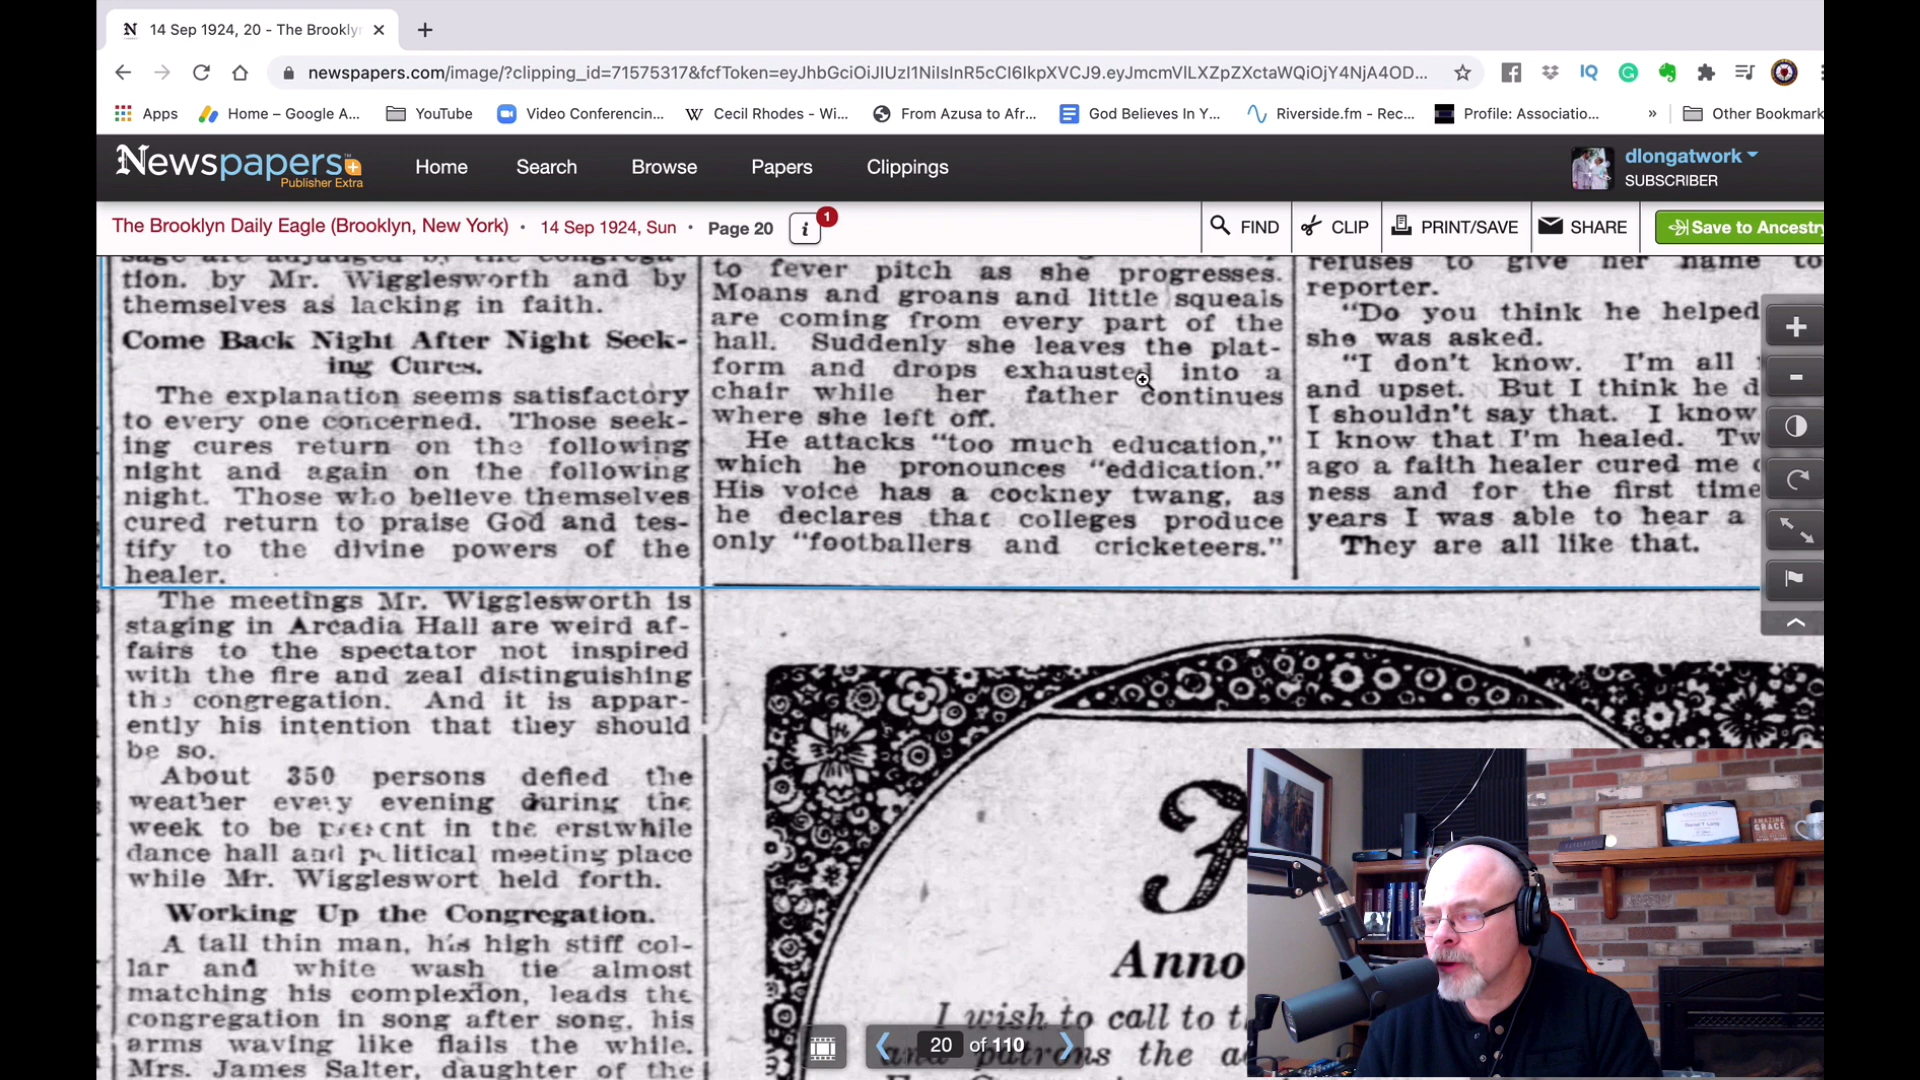 14 Sep 1924, 20 - The Brookly
newspapers.com/image/?clipping_id=71575317&fcfToken=eyJhbGciOiJIUzI1NiIsInR5cCI6IkpXVCJ9.eyJmcmVlLXZpZXctaWQiOjY4NjA4OD...
Apps Home – Google A... YouTube Video Conferencin... Cecil Rhodes - Wi... From Azusa to Afr... God Believes In Y... Riverside.fm - Rec... Profile: Associatio... » Other Bookmark
Newspapers
Publisher Extra
Home Search Browse Papers Clippings
dlongatwork
SUBSCRIBER
The Brooklyn Daily Eagle (Brooklyn, New York) · 14 Sep 1924, Sun · Page 20 i 1
FIND CLIP PRINT/SAVE SHARE Save to Ancestry
sage are adjudged by the congrega-
tion. by Mr. Wigglesworth and by
themselves as lacking in faith.
Come Back Night After Night Seek-
ing Cures.
The explanation seems satisfactory
to every one concerned. Those seek-
ing cures return on the following
night and again on the following
night. Those who believe themselves
cured return to praise God and tes-
tify to the divine powers of the
healer.
The meetings Mr. Wigglesworth is
staging in Arcadia Hall are weird af-
fairs to the spectator not inspired
with the fire and zeal distinguishing
the congregation. And it is appar-
ently his intention that they should
be so.
About 350 persons defied the
weather every evening during the
week to be present in the erstwhile
dance hall and political meeting place
while Mr. Wiggleswort held forth.
Working Up the Congregation.
A tall thin man, his high stiff col-
lar and white wash tie almost
matching his complexion, leads the
congregation in song after song, his
arms waving like flails the while.
Mrs. James Salter, daughter of the
to fever pitch as she progresses.
Moans and groans and little squeals
are coming from every part of the
hall. Suddenly she leaves the plat-
form and drops exhausted into a
chair while her father continues
where she left off.
He attacks "too much education,"
which he pronounces "eddication."
His voice has a cockney twang, as
he declares that colleges produce
only "footballers and cricketeers."
refuses to give her name to
reporter.
"Do you think he helped
she was asked.
"I don't know. I'm all
and upset. But I think he d
I shouldn't say that. I know
I know that I'm healed. Tw
ago a faith healer cured me
ness and for the first time
years I was able to hear a
They are all like that.
Anno
I wish to call to t
and patrons the a
20 of 110
AMAZING
GRACE